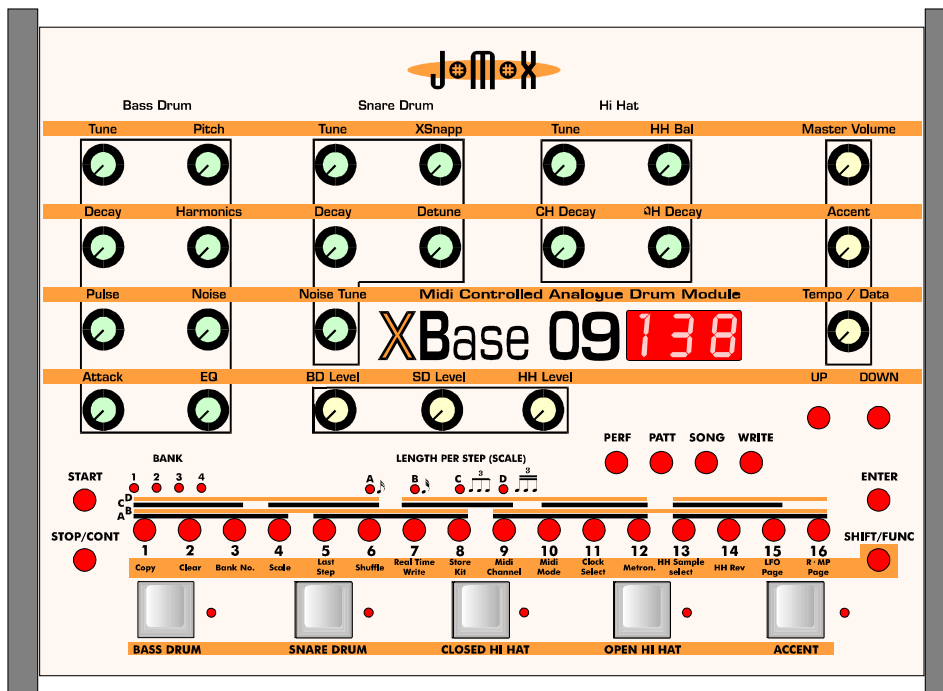 JoMoX
Bass Drum Snare Drum Hi Hat
Tune Pitch Tune XSnapp Tune HH Bal Master Volume
Decay Harmonics Decay Detune CH Decay OH Decay Accent
Pulse Noise Noise Tune Midi Controlled Analogue Drum Module Tempo / Data
XBase 09 138
Attack EQ BD Level SD Level HH Level UP DOWN
PERF PATT SONG WRITE
BANK LENGTH PER STEP (SCALE)
START 1 2 3 4 A B C 3 D 3 ENTER
D
C
B
A
STOP/CONT SHIFT/FUNC
1 2 3 4 5 6 7 8 9 10 11 12 13 14 15 16
Copy Clear Bank No. Scale Last Step Shuffle Real Time Write Store Kit Midi Channel Midi Mode Clock Select Metron. HH Sample select HH Rev LFO Page R·MP Page
BASS DRUM SNARE DRUM CLOSED HI HAT OPEN HI HAT ACCENT